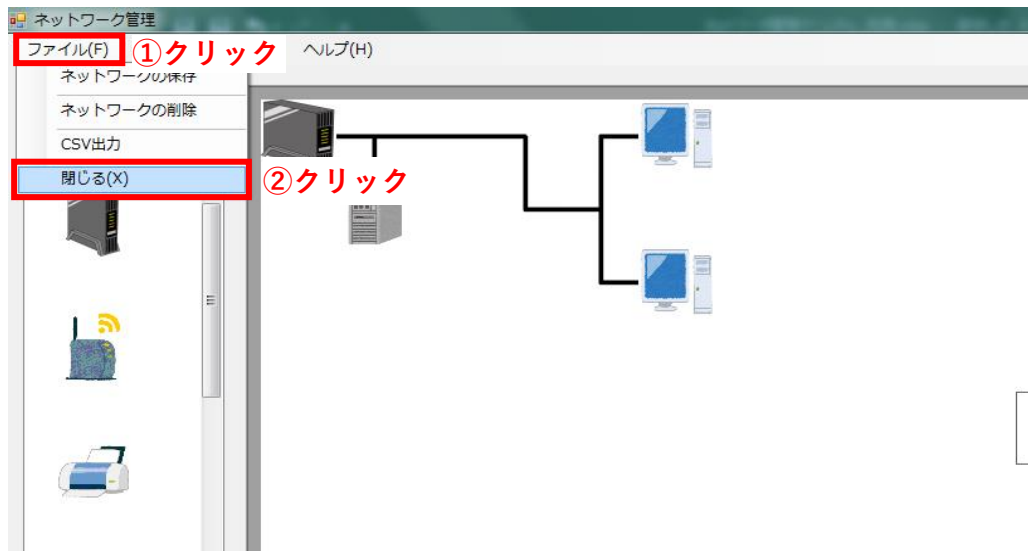 ネットワーク管理
ファイル(F) ①クリック ヘルプ(H)
ネットワークの保存
ネットワークの削除
CSV出力
閉じる(X) ②クリック